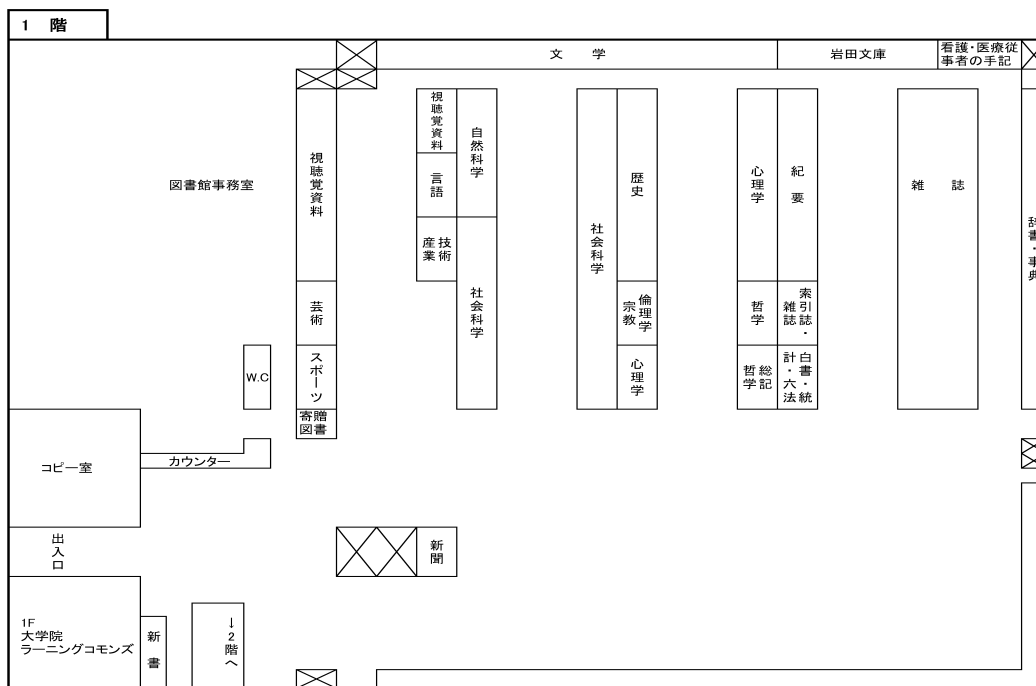 1 階
文 学
岩田文庫
看護・医療従
事者の手記
図書館事務室
視聴覚資料
視聴覚資料
自然科学
言語
技術
産業
社会科学
社会科学
歴史
倫理学
宗教
心理学
心理学
紀要
哲学
索引誌・
雑誌
総記
哲学
白書・統
計・六法
雑 誌
辞書・事典
芸術
スポーツ
寄贈
図書
W.C
コピー室
カウンター
出入口
新聞
1F
大学院
ラーニングコモンズ
新書
↓2階へ